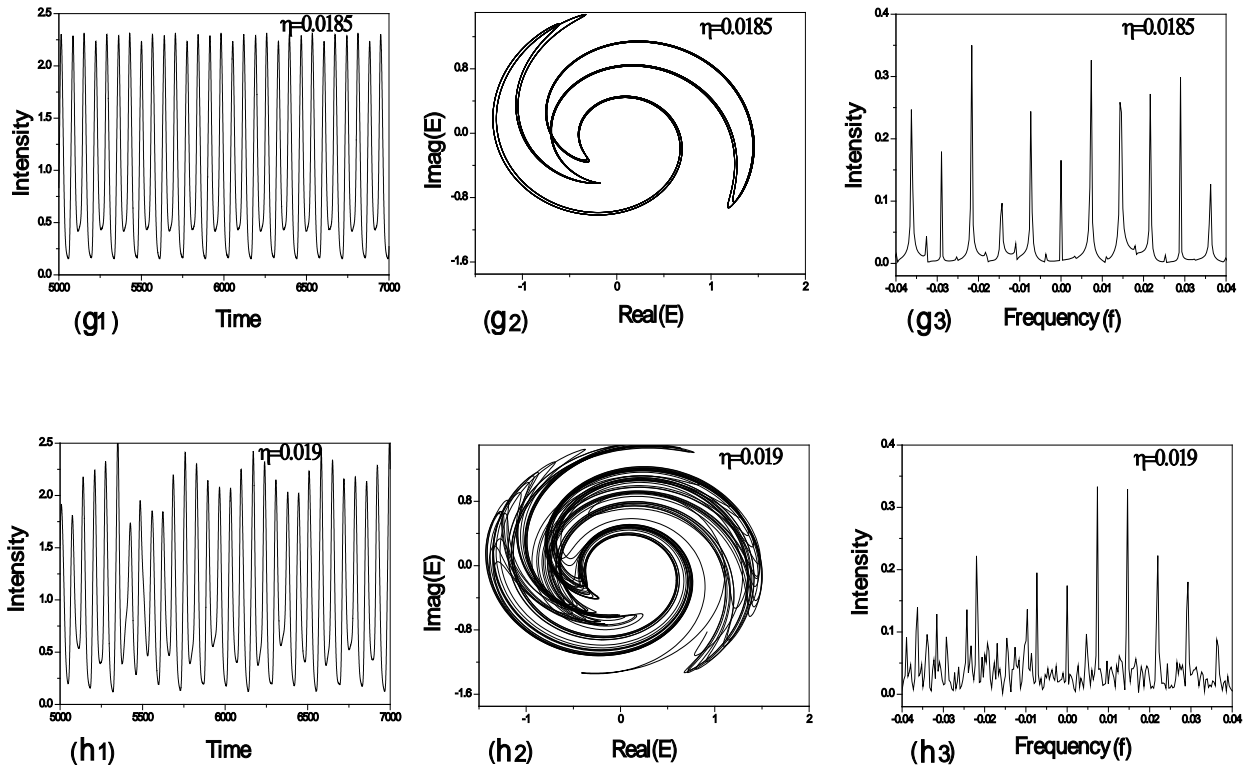 η=0.0185
2.5
2.0
1.5
1.0
0.5
0.0
Intensity
5000 5500 6000 6500 7000
(g1) Time
η=0.0185
0.8
0.0
-0.8
-1.6
Imag(E)
-1 0 1 2
(g2) Real(E)
η=0.0185
0.4
0.3
0.2
0.1
0.0
Intensity
-0.04 -0.03 -0.02 -0.01 0.00 0.01 0.02 0.03 0.04
(g3) Frequency (f)
η=0.019
2.5
2.0
1.5
1.0
0.5
0.0
Intensity
5000 5500 6000 6500 7000
(h1) Time
η=0.019
0.8
0.0
-0.8
-1.6
Imag(E)
-1 0 1 2
(h2) Real(E)
η=0.019
0.4
0.3
0.2
0.1
0.0
Intensity
-0.04 -0.03 -0.02 -0.01 0.00 0.01 0.02 0.03 0.04
(h3) Frequency (f)